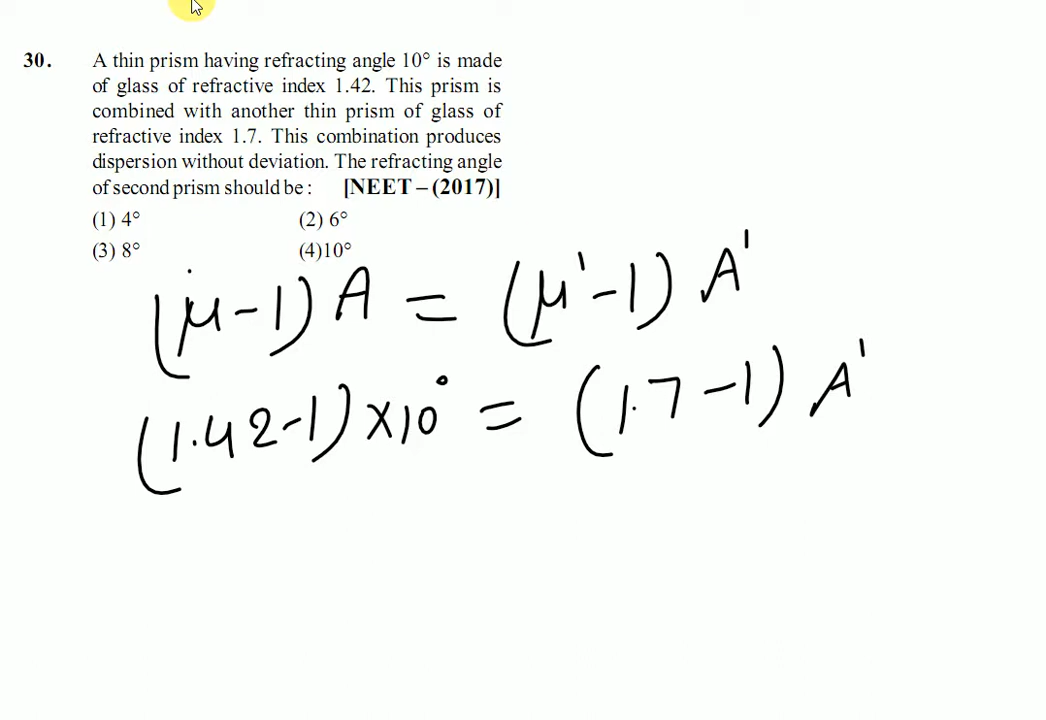 30. A thin prism having refracting angle 10° is made
of glass of refractive index 1.42. This prism is
combined with another thin prism of glass of
refractive index 1.7. This combination produces
dispersion without deviation. The refracting angle
of second prism should be : [NEET – (2017)]
(1) 4° (2) 6°
(3) 8° (4)10°
(μ-1) A = (μ'-1) A'
(1.42-1)×10° = (1.7-1) A'